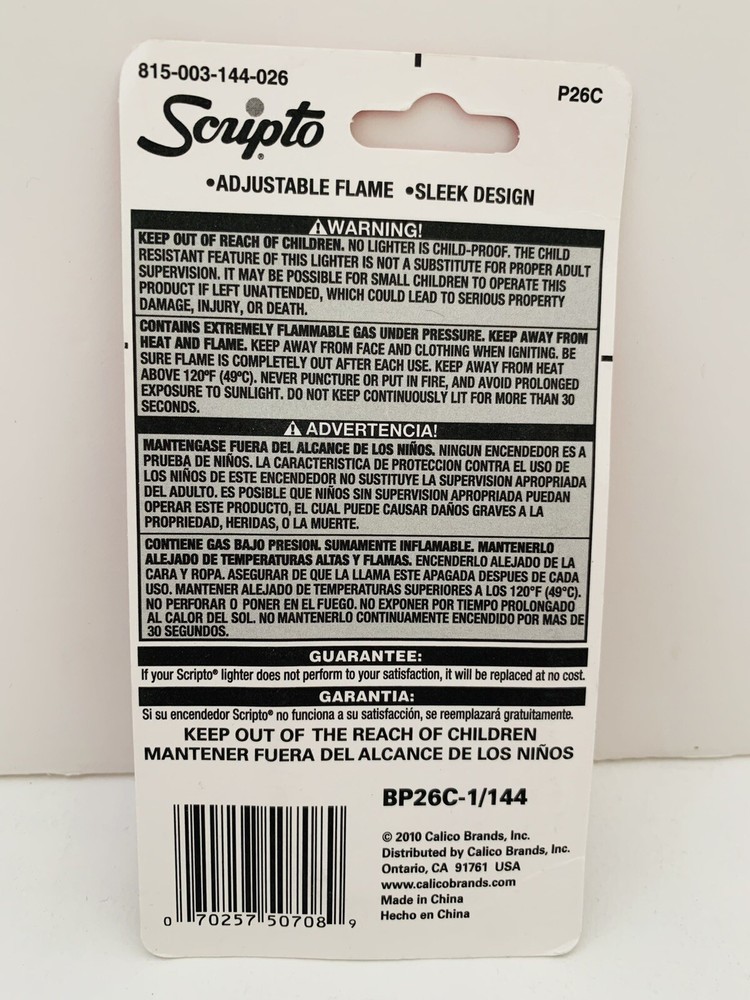 815-003-144-026
P26C
Scripto®
•ADJUSTABLE FLAME •SLEEK DESIGN
⚠WARNING!
KEEP OUT OF REACH OF CHILDREN. NO LIGHTER IS CHILD-PROOF. THE CHILD
RESISTANT FEATURE OF THIS LIGHTER IS NOT A SUBSTITUTE FOR PROPER ADULT
SUPERVISION. IT MAY BE POSSIBLE FOR SMALL CHILDREN TO OPERATE THIS
PRODUCT IF LEFT UNATTENDED, WHICH COULD LEAD TO SERIOUS PROPERTY
DAMAGE, INJURY, OR DEATH.
CONTAINS EXTREMELY FLAMMABLE GAS UNDER PRESSURE. KEEP AWAY FROM
HEAT AND FLAME. KEEP AWAY FROM FACE AND CLOTHING WHEN IGNITING. BE
SURE FLAME IS COMPLETELY OUT AFTER EACH USE. KEEP AWAY FROM HEAT
ABOVE 120ºF (49ºC). NEVER PUNCTURE OR PUT IN FIRE, AND AVOID PROLONGED
EXPOSURE TO SUNLIGHT. DO NOT KEEP CONTINUOUSLY LIT FOR MORE THAN 30
SECONDS.
⚠ ADVERTENCIA!
MANTENGASE FUERA DEL ALCANCE DE LOS NIÑOS. NINGUN ENCENDEDOR ES A
PRUEBA DE NIÑOS. LA CARACTERISTICA DE PROTECCION CONTRA EL USO DE
LOS NIÑOS DE ESTE ENCENDEDOR NO SUSTITUYE LA SUPERVISION APROPRIADA
DEL ADULTO. ES POSIBLE QUE NIÑOS SIN SUPERVISION APROPRIADA PUEDAN
OPERAR ESTE PRODUCTO, EL CUAL PUEDE CAUSAR DAÑOS GRAVES A LA
PROPRIEDAD, HERIDAS, O LA MUERTE.
CONTIENE GAS BAJO PRESION. SUMAMENTE INFLAMABLE. MANTENERLO
ALEJADO DE TEMPERATURAS ALTAS Y FLAMAS. ENCENDERLO ALEJADO DE LA
CARA Y ROPA. ASEGURAR DE QUE LA LLAMA ESTE APAGADA DESPUES DE CADA
USO. MANTENER ALEJADO DE TEMPERATURAS SUPERIORES A LOS 120°F (49ºC).
NO PERFORAR O PONER EN EL FUEGO. NO EXPONER POR TIEMPO PROLONGADO
AL CALOR DEL SOL. NO MANTENERLO CONTINUAMENTE ENCENDIDO POR MAS DE
30 SEGUNDOS.
GUARANTEE:
If your Scripto® lighter does not perform to your satisfaction, it will be replaced at no cost.
GARANTIA:
Si su encendedor Scripto® no funciona a su satisfacción, se reemplazará gratuitamente.
KEEP OUT OF THE REACH OF CHILDREN
MANTENER FUERA DEL ALCANCE DE LOS NIÑOS
BP26C-1/144
© 2010 Calico Brands, Inc.
Distributed by Calico Brands, Inc.
Ontario, CA 91761 USA
www.calicobrands.com
Made in China
Hecho en China
0 70257 50708 9